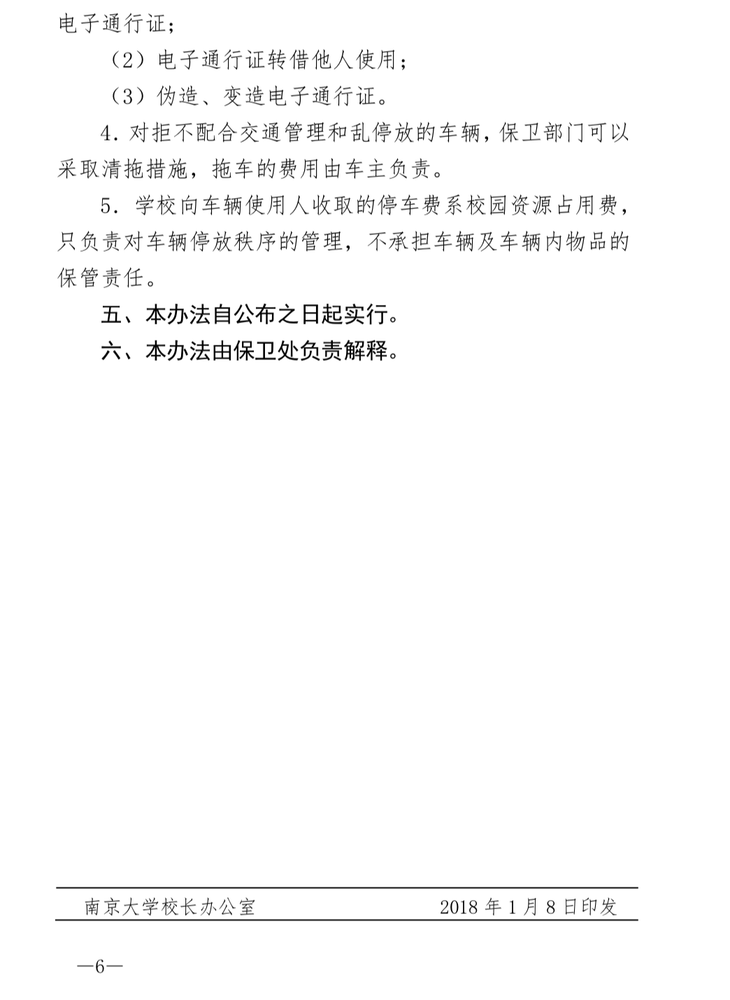 电子通行证；
（2）电子通行证转借他人使用；
（3）伪造、变造电子通行证。
4. 对拒不配合交通管理和乱停放的车辆，保卫部门可以
采取清拖措施，拖车的费用由车主负责。
5. 学校向车辆使用人收取的停车费系校园资源占用费，
只负责对车辆停放秩序的管理，不承担车辆及车辆内物品的
保管责任。
五、本办法自公布之日起实行。
六、本办法由保卫处负责解释。
南京大学校长办公室 2018 年 1 月 8 日印发
—6—